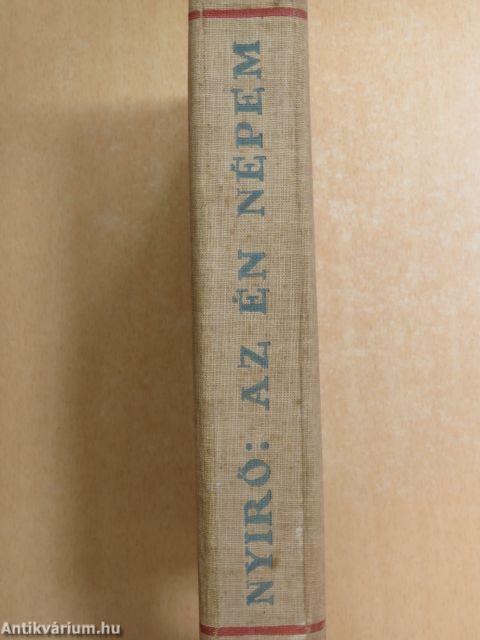 NYIRŐ: AZ ÉN NÉPEM
Antikvárium.hu